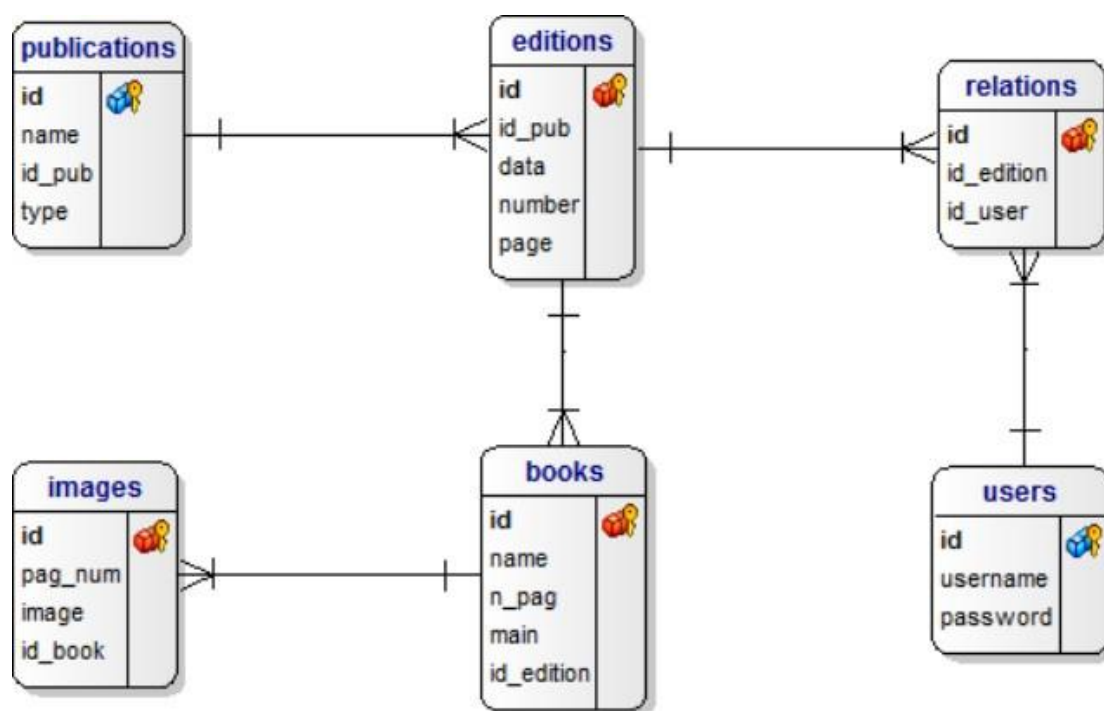 publications
id
name
id_pub
type
editions
id
id_pub
data
number
page
relations
id
id_edition
id_user
images
id
pag_num
image
id_book
books
id
name
n_pag
main
id_edition
users
id
username
password